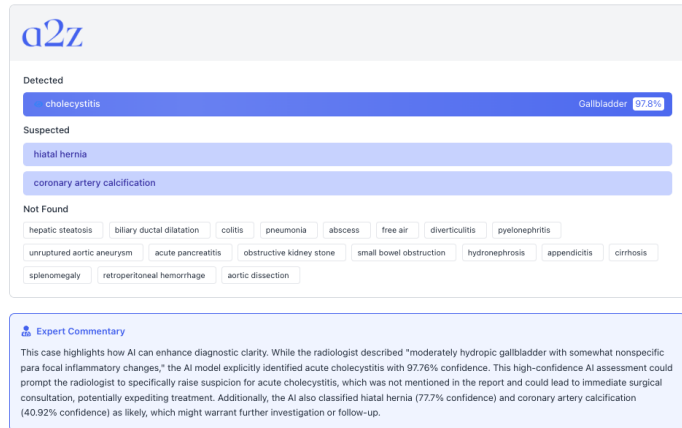 a2z
Detected
cholecystitis Gallbladder 97.8%
Suspected
hiatal hernia
coronary artery calcification
Not Found
hepatic steatosis biliary ductal dilatation colitis pneumonia abscess free air diverticulitis pyelonephritis
unruptured aortic aneurysm acute pancreatitis obstructive kidney stone small bowel obstruction hydronephrosis appendicitis cirrhosis
splenomegaly retroperitoneal hemorrhage aortic dissection
Expert Commentary
This case highlights how AI can enhance diagnostic clarity. While the radiologist described "moderately hydropic gallbladder with somewhat nonspecific
para focal inflammatory changes," the AI model explicitly identified acute cholecystitis with 97.76% confidence. This high-confidence AI assessment could
prompt the radiologist to specifically raise suspicion for acute cholecystitis, which was not mentioned in the report and could lead to immediate surgical
consultation, potentially expediting treatment. Additionally, the AI also classified hiatal hernia (77.7% confidence) and coronary artery calcification
(40.92% confidence) as likely, which might warrant further investigation or follow-up.